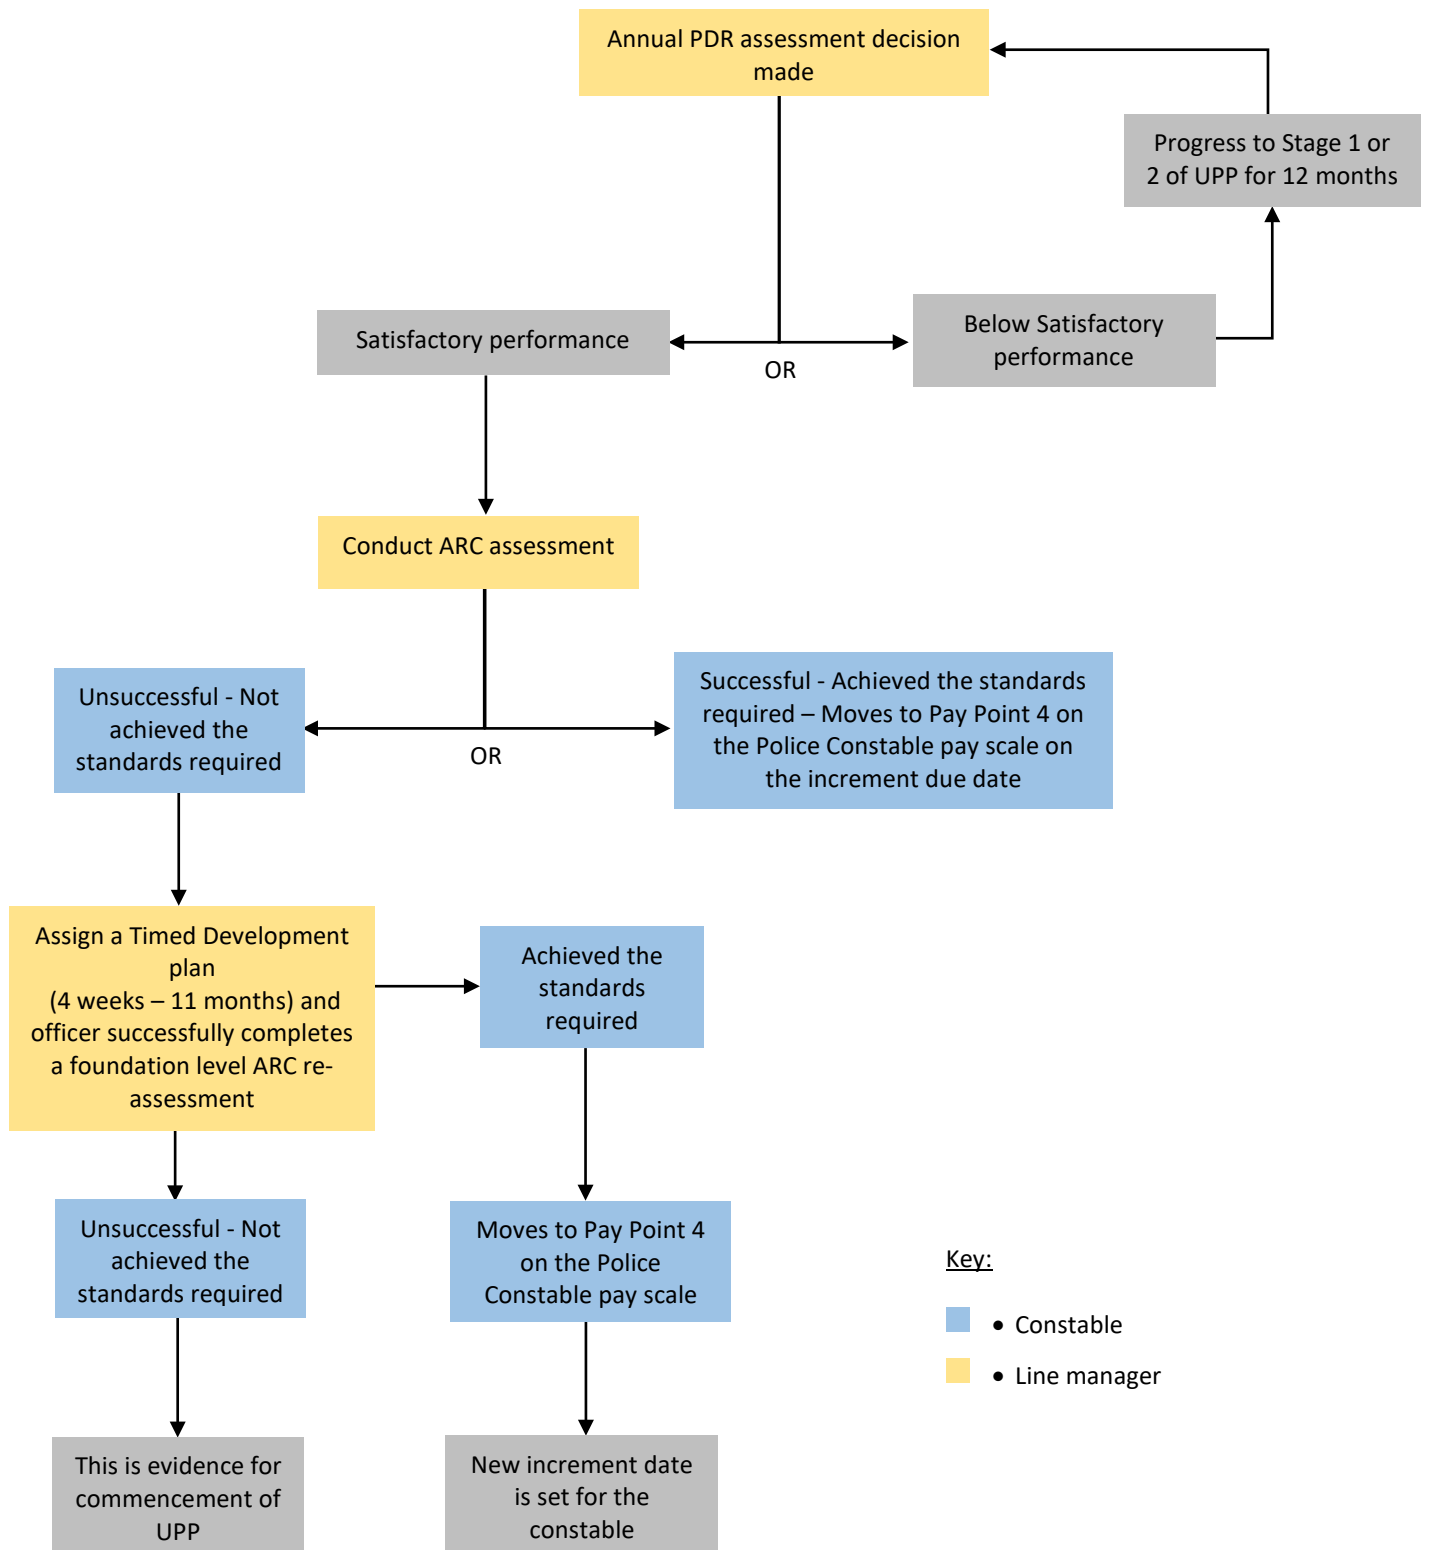 Annual PDR assessment decision
made
Progress to Stage 1 or
2 of UPP for 12 months
Satisfactory performance
OR
Below Satisfactory
performance
Conduct ARC assessment
Unsuccessful - Not
achieved the
standards required
OR
Successful - Achieved the standards
required – Moves to Pay Point 4 on
the Police Constable pay scale on
the increment due date
Assign a Timed Development
plan
(4 weeks – 11 months) and
officer successfully completes
a foundation level ARC re-
assessment
Achieved the
standards
required
Unsuccessful - Not
achieved the
standards required
Moves to Pay Point 4
on the Police
Constable pay scale
Key:
• Constable
• Line manager
This is evidence for
commencement of
UPP
New increment date
is set for the
constable